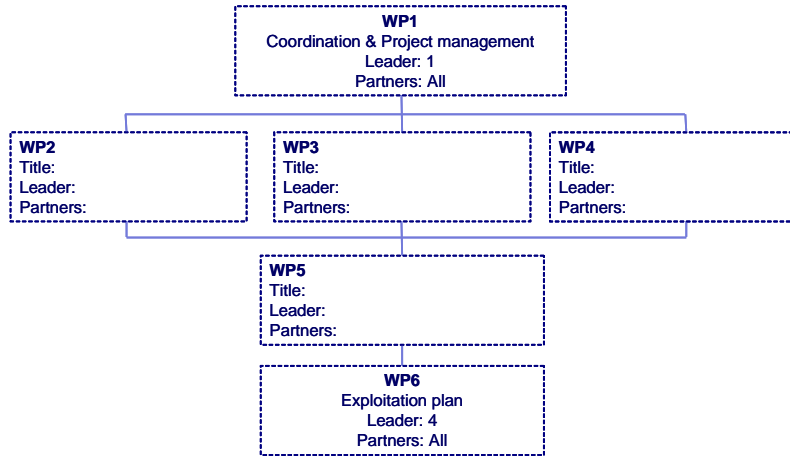 WP1
Coordination & Project management
Leader: 1
Partners: All
WP2
Title:
Leader:
Partners:
WP3
Title:
Leader:
Partners:
WP4
Title:
Leader:
Partners:
WP5
Title:
Leader:
Partners:
WP6
Exploitation plan
Leader: 4
Partners: All